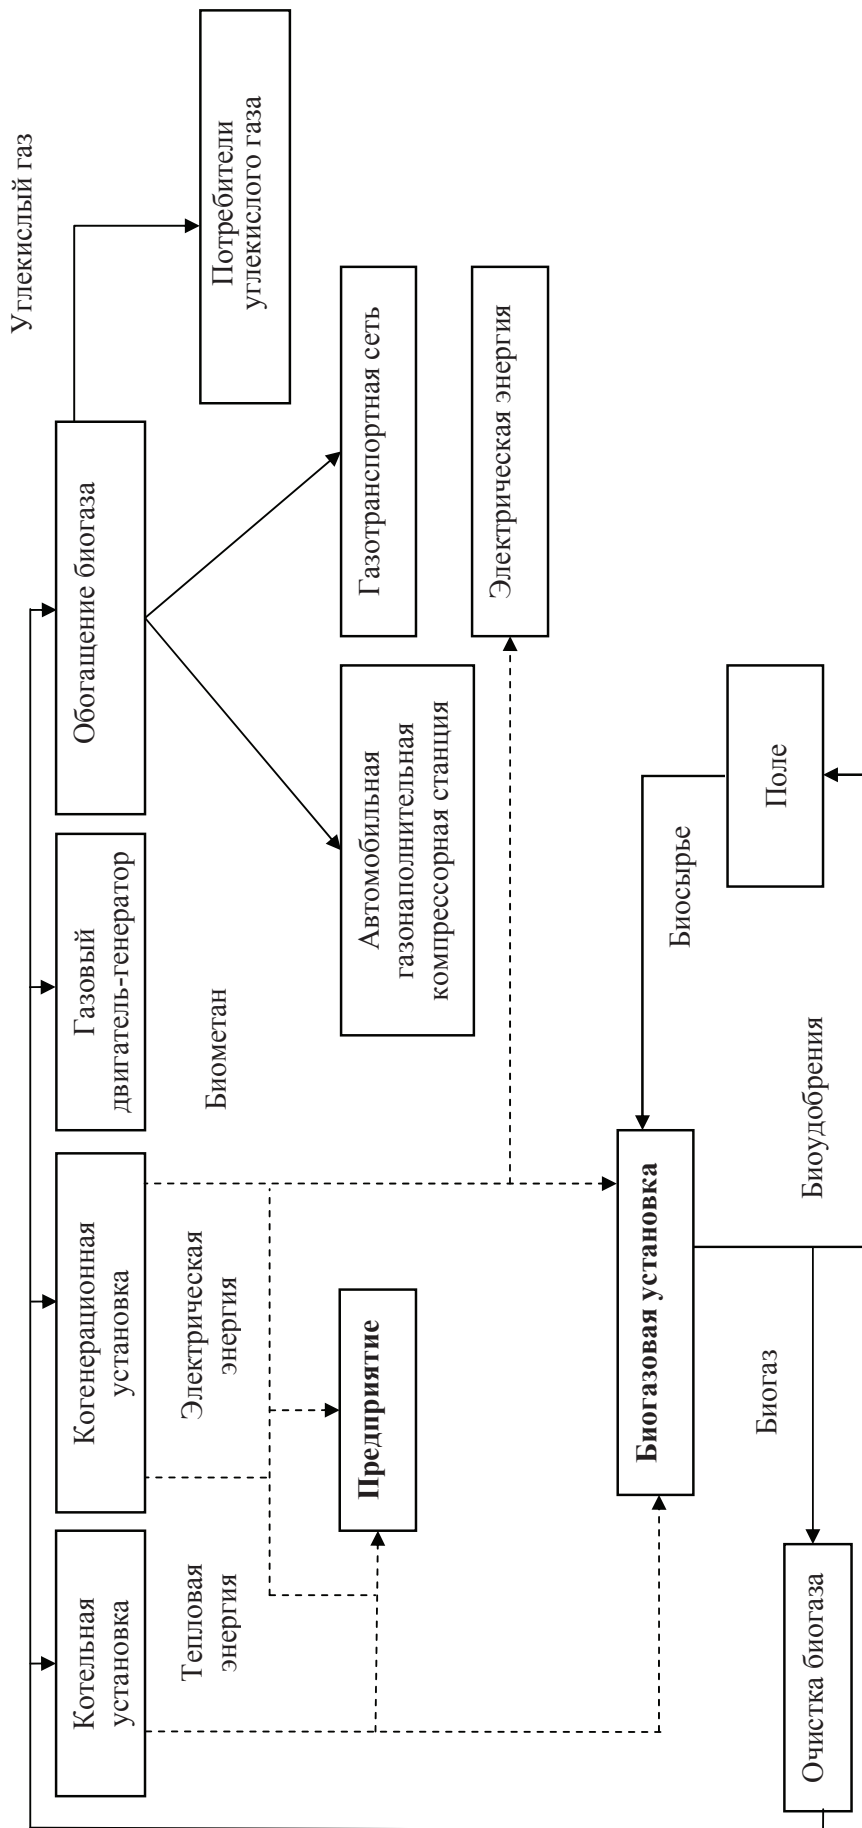 Углекислый газ
Котельная
установка
Когенерационная
установка
Газовый
двигатель-генератор
Обогащение биогаза
Потребители
углекислого газа
Тепловая
энергия
Электрическая
энергия
Биометан
Предприятие
Автомобильная
газонаполнительная
компрессорная станция
Газотранспортная сеть
Электрическая энергия
Биогазовая установка
Биосырье
Поле
Биогаз
Биоудобрения
Очистка биогаза